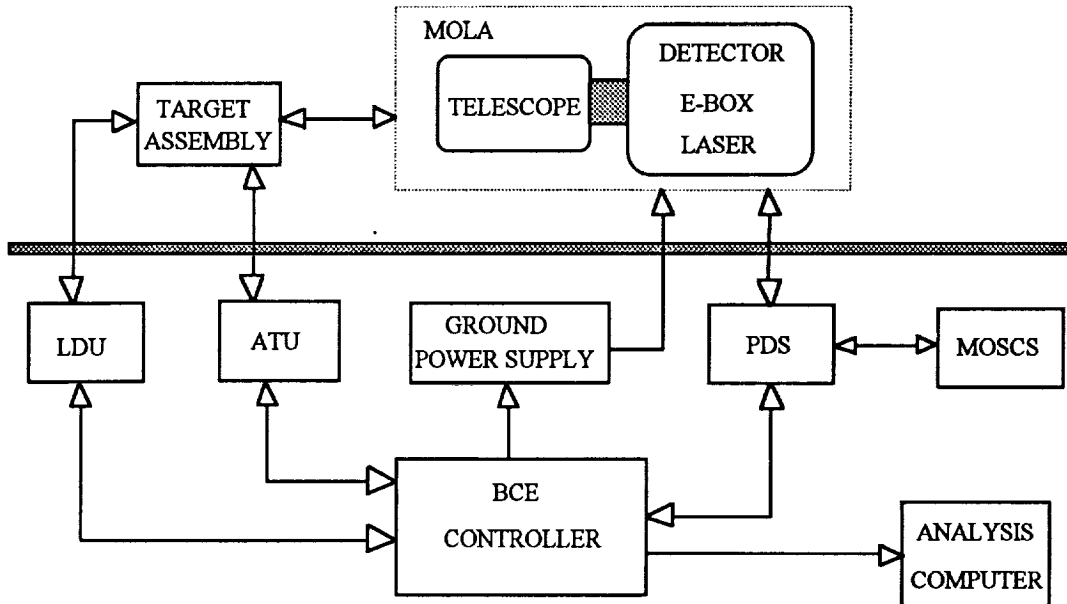 MOLA
TELESCOPE
DETECTOR
E-BOX
LASER
TARGET
ASSEMBLY
LDU
ATU
GROUND
POWER SUPPLY
PDS
MOSCS
BCE
CONTROLLER
ANALYSIS
COMPUTER